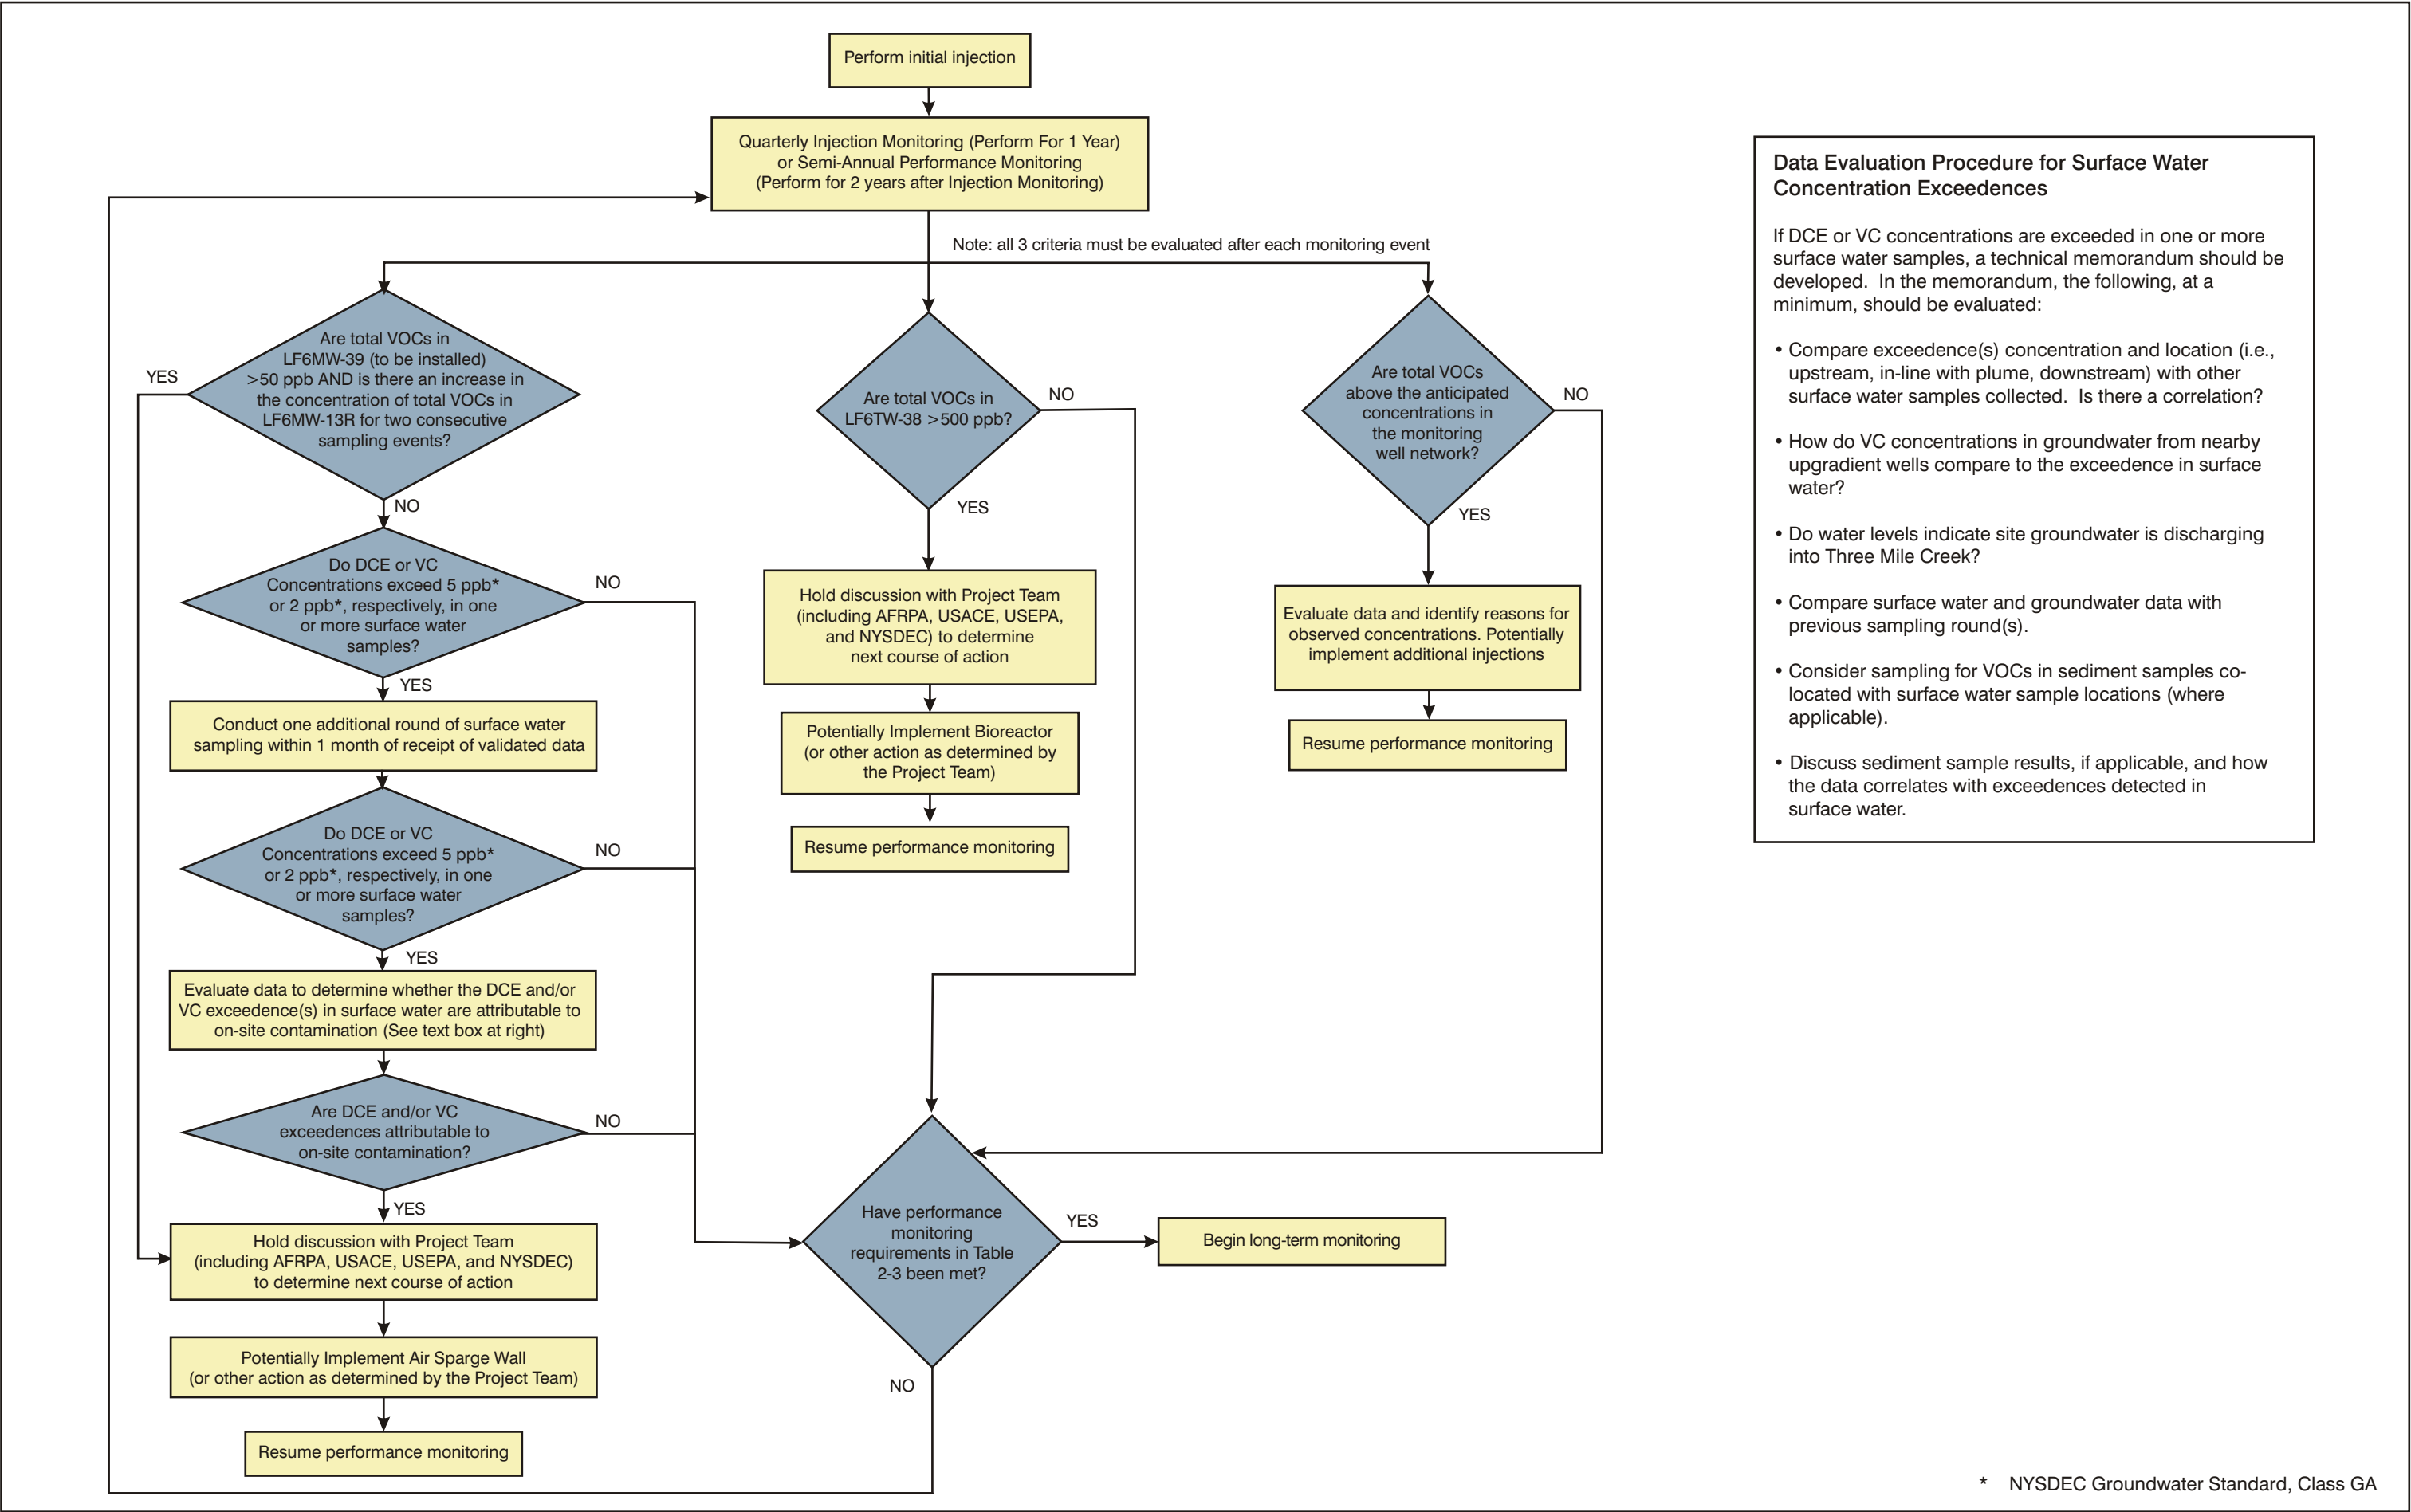 Perform initial injection
Quarterly Injection Monitoring (Perform For 1 Year)
or Semi-Annual Performance Monitoring
(Perform for 2 years after Injection Monitoring)
Note: all 3 criteria must be evaluated after each monitoring event
Are total VOCs in
LF6MW-39 (to be installed)
>50 ppb AND is there an increase in
the concentration of total VOCs in
LF6MW-13R for two consecutive
sampling events?
YES
NO
Do DCE or VC
Concentrations exceed 5 ppb*
or 2 ppb*, respectively, in one
or more surface water
samples?
NO
YES
Conduct one additional round of surface water
sampling within 1 month of receipt of validated data
Do DCE or VC
Concentrations exceed 5 ppb*
or 2 ppb*, respectively, in one
or more surface water
samples?
NO
YES
Evaluate data to determine whether the DCE and/or
VC exceedence(s) in surface water are attributable to
on-site contamination (See text box at right)
Are DCE and/or VC
exceedences attributable to
on-site contamination?
NO
YES
Hold discussion with Project Team
(including AFRPA, USACE, USEPA, and NYSDEC)
to determine next course of action
Potentially Implement Air Sparge Wall
(or other action as determined by the Project Team)
Resume performance monitoring
Are total VOCs in
LF6TW-38 >500 ppb?
NO
YES
Hold discussion with Project Team
(including AFRPA, USACE, USEPA,
and NYSDEC) to determine
next course of action
Potentially Implement Bioreactor
(or other action as determined by
the Project Team)
Resume performance monitoring
Are total VOCs
above the anticipated
concentrations in
the monitoring
well network?
NO
YES
Evaluate data and identify reasons for
observed concentrations. Potentially
implement additional injections
Resume performance monitoring
Have performance
monitoring
requirements in Table
2-3 been met?
YES
NO
Begin long-term monitoring
Data Evaluation Procedure for Surface Water
Concentration Exceedences
If DCE or VC concentrations are exceeded in one or more
surface water samples, a technical memorandum should be
developed. In the memorandum, the following, at a
minimum, should be evaluated:
• Compare exceedence(s) concentration and location (i.e.,
upstream, in-line with plume, downstream) with other
surface water samples collected. Is there a correlation?
• How do VC concentrations in groundwater from nearby
upgradient wells compare to the exceedence in surface
water?
• Do water levels indicate site groundwater is discharging
into Three Mile Creek?
• Compare surface water and groundwater data with
previous sampling round(s).
• Consider sampling for VOCs in sediment samples co-
located with surface water sample locations (where
applicable).
• Discuss sediment sample results, if applicable, and how
the data correlates with exceedences detected in
surface water.
* NYSDEC Groundwater Standard, Class GA